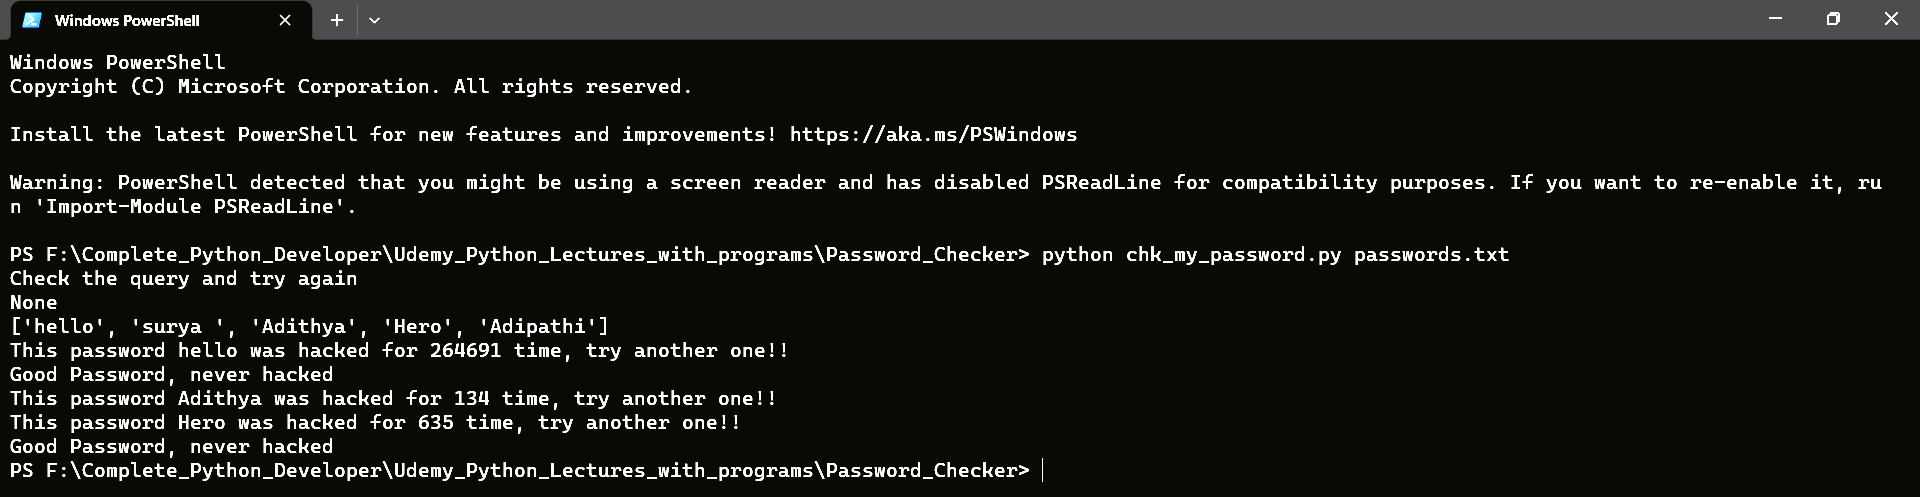 Windows PowerShell
Windows PowerShell
Copyright (C) Microsoft Corporation. All rights reserved.
Install the latest PowerShell for new features and improvements! https://aka.ms/PSWindows
Warning: PowerShell detected that you might be using a screen reader and has disabled PSReadLine for compatibility purposes. If you want to re-enable it, ru
n 'Import-Module PSReadLine'.
PS F:\Complete_Python_Developer\Udemy_Python_Lectures_with_programs\Password_Checker> python chk_my_password.py passwords.txt
Check the query and try again
None
['hello', 'surya ', 'Adithya', 'Hero', 'Adipathi']
This password hello was hacked for 264691 time, try another one!!
Good Password, never hacked
This password Adithya was hacked for 134 time, try another one!!
This password Hero was hacked for 635 time, try another one!!
Good Password, never hacked
PS F:\Complete_Python_Developer\Udemy_Python_Lectures_with_programs\Password_Checker>